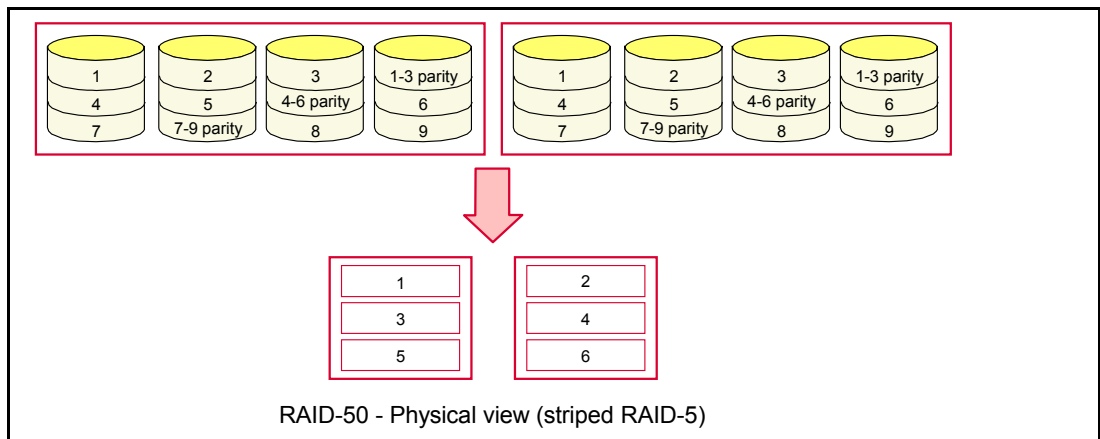 1 2 3 1-3 parity 1 2 3 1-3 parity
4 5 4-6 parity 6 4 5 4-6 parity 6
7 7-9 parity 8 9 7 7-9 parity 8 9
1 2
3 4
5 6
RAID-50 - Physical view (striped RAID-5)